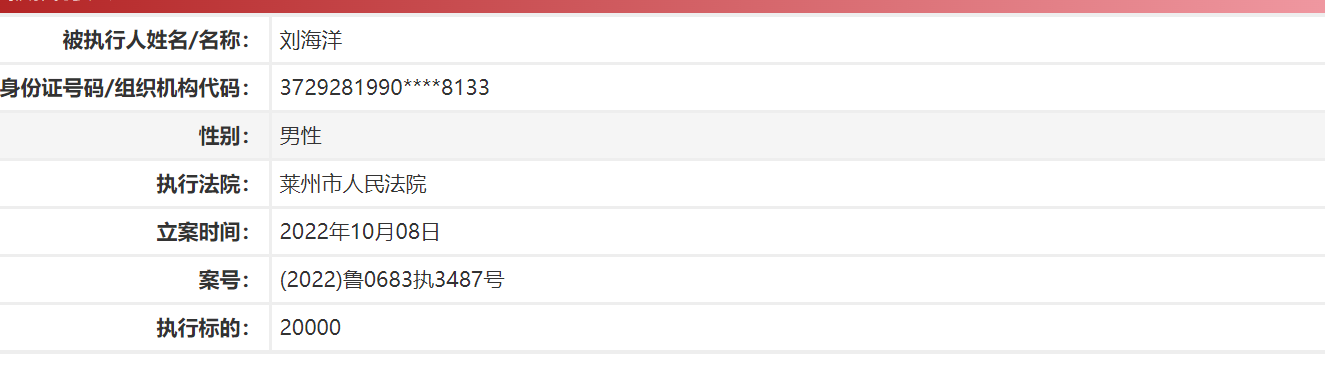 被执行人姓名/名称： 刘海洋
身份证号码/组织机构代码： 3729281990****8133
性别： 男性
执行法院： 莱州市人民法院
立案时间： 2022年10月08日
案号： (2022)鲁0683执3487号
执行标的： 20000